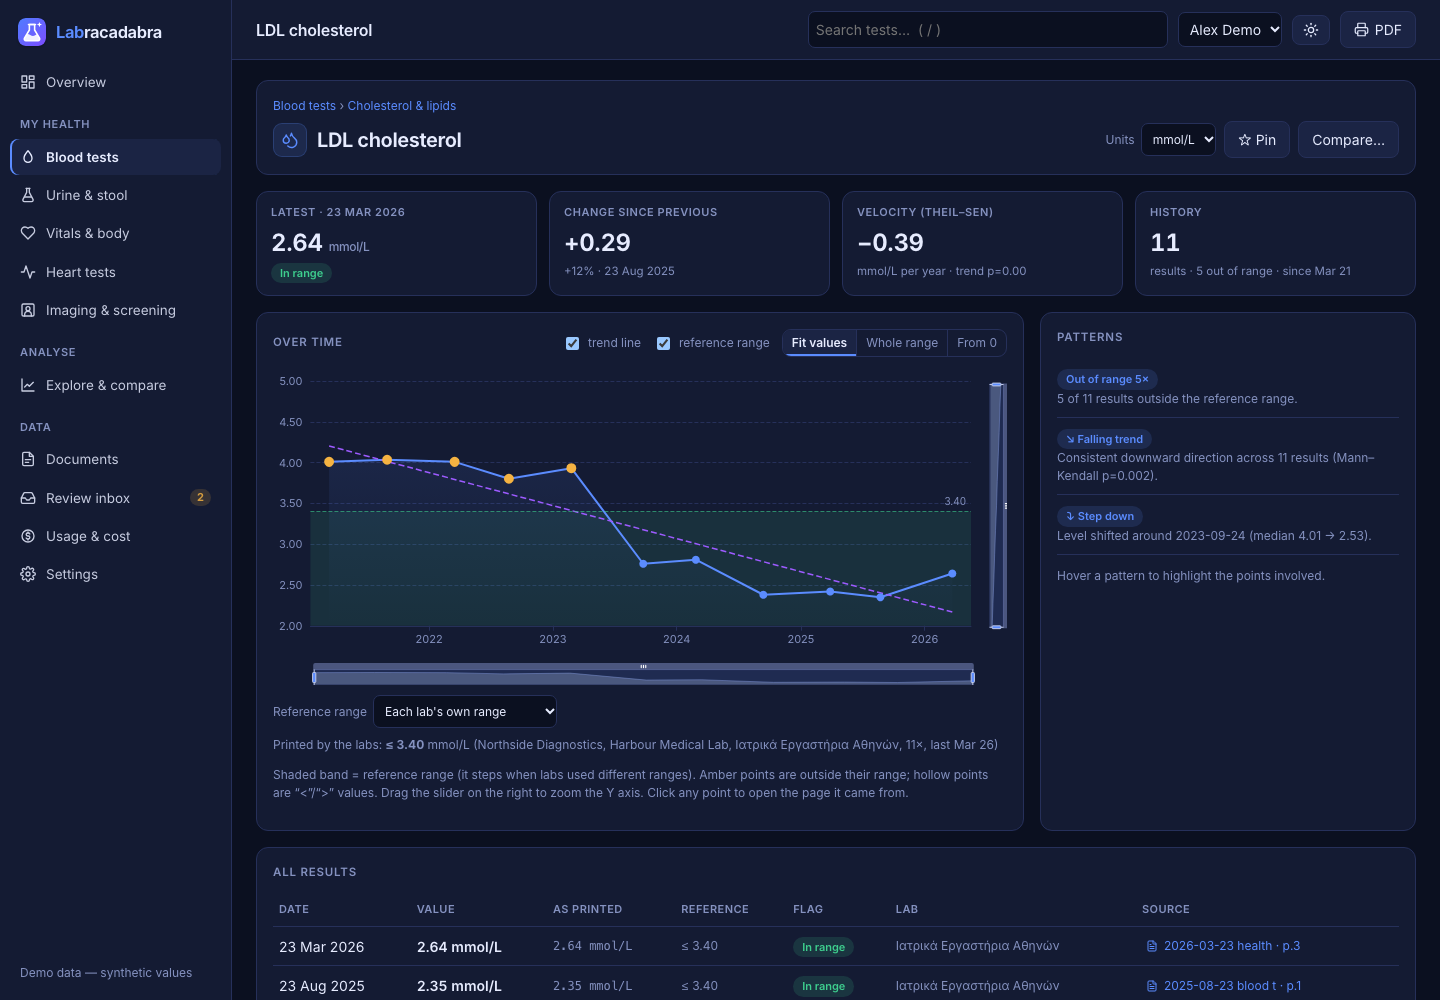 Labracadabra
LDL cholesterol
Search tests... ( / )
Alex Demo
PDF
Overview
MY HEALTH
Blood tests
Urine & stool
Vitals & body
Heart tests
Imaging & screening
ANALYSE
Explore & compare
DATA
Documents
Review inbox
2
Usage & cost
Settings
Demo data — synthetic values
Blood tests › Cholesterol & lipids
LDL cholesterol
Units
mmol/L
Pin
Compare...
LATEST · 23 MAR 2026
2.64 mmol/L
In range
CHANGE SINCE PREVIOUS
+0.29
+12% · 23 Aug 2025
VELOCITY (THEIL–SEN)
−0.39
mmol/L per year · trend p=0.00
HISTORY
11
results · 5 out of range · since Mar 21
OVER TIME
trend line
reference range
Fit values
Whole range
From 0
5.00
4.50
4.00
3.50
3.00
2.50
2.00
3.40
2022
2023
2024
2025
2026
Reference range
Each lab's own range
Printed by the labs: ≤ 3.40 mmol/L (Northside Diagnostics, Harbour Medical Lab, Ιατρικά Εργαστήρια Αθηνών, 11×, last Mar 26)
Shaded band = reference range (it steps when labs used different ranges). Amber points are outside their range; hollow points
are “<”/“>” values. Drag the slider on the right to zoom the Y axis. Click any point to open the page it came from.
PATTERNS
Out of range 5×
5 of 11 results outside the reference range.
↘ Falling trend
Consistent downward direction across 11 results (Mann–
Kendall p=0.002).
⤵ Step down
Level shifted around 2023-09-24 (median 4.01 → 2.53).
Hover a pattern to highlight the points involved.
ALL RESULTS
DATE VALUE AS PRINTED REFERENCE FLAG LAB SOURCE
23 Mar 2026 2.64 mmol/L 2.64 mmol/L ≤ 3.40 In range Ιατρικά Εργαστήρια Αθηνών 2026-03-23 health · p.3
23 Aug 2025 2.35 mmol/L 2.35 mmol/L ≤ 3.40 In range Ιατρικά Εργαστήρια Αθηνών 2025-08-23 blood t · p.1